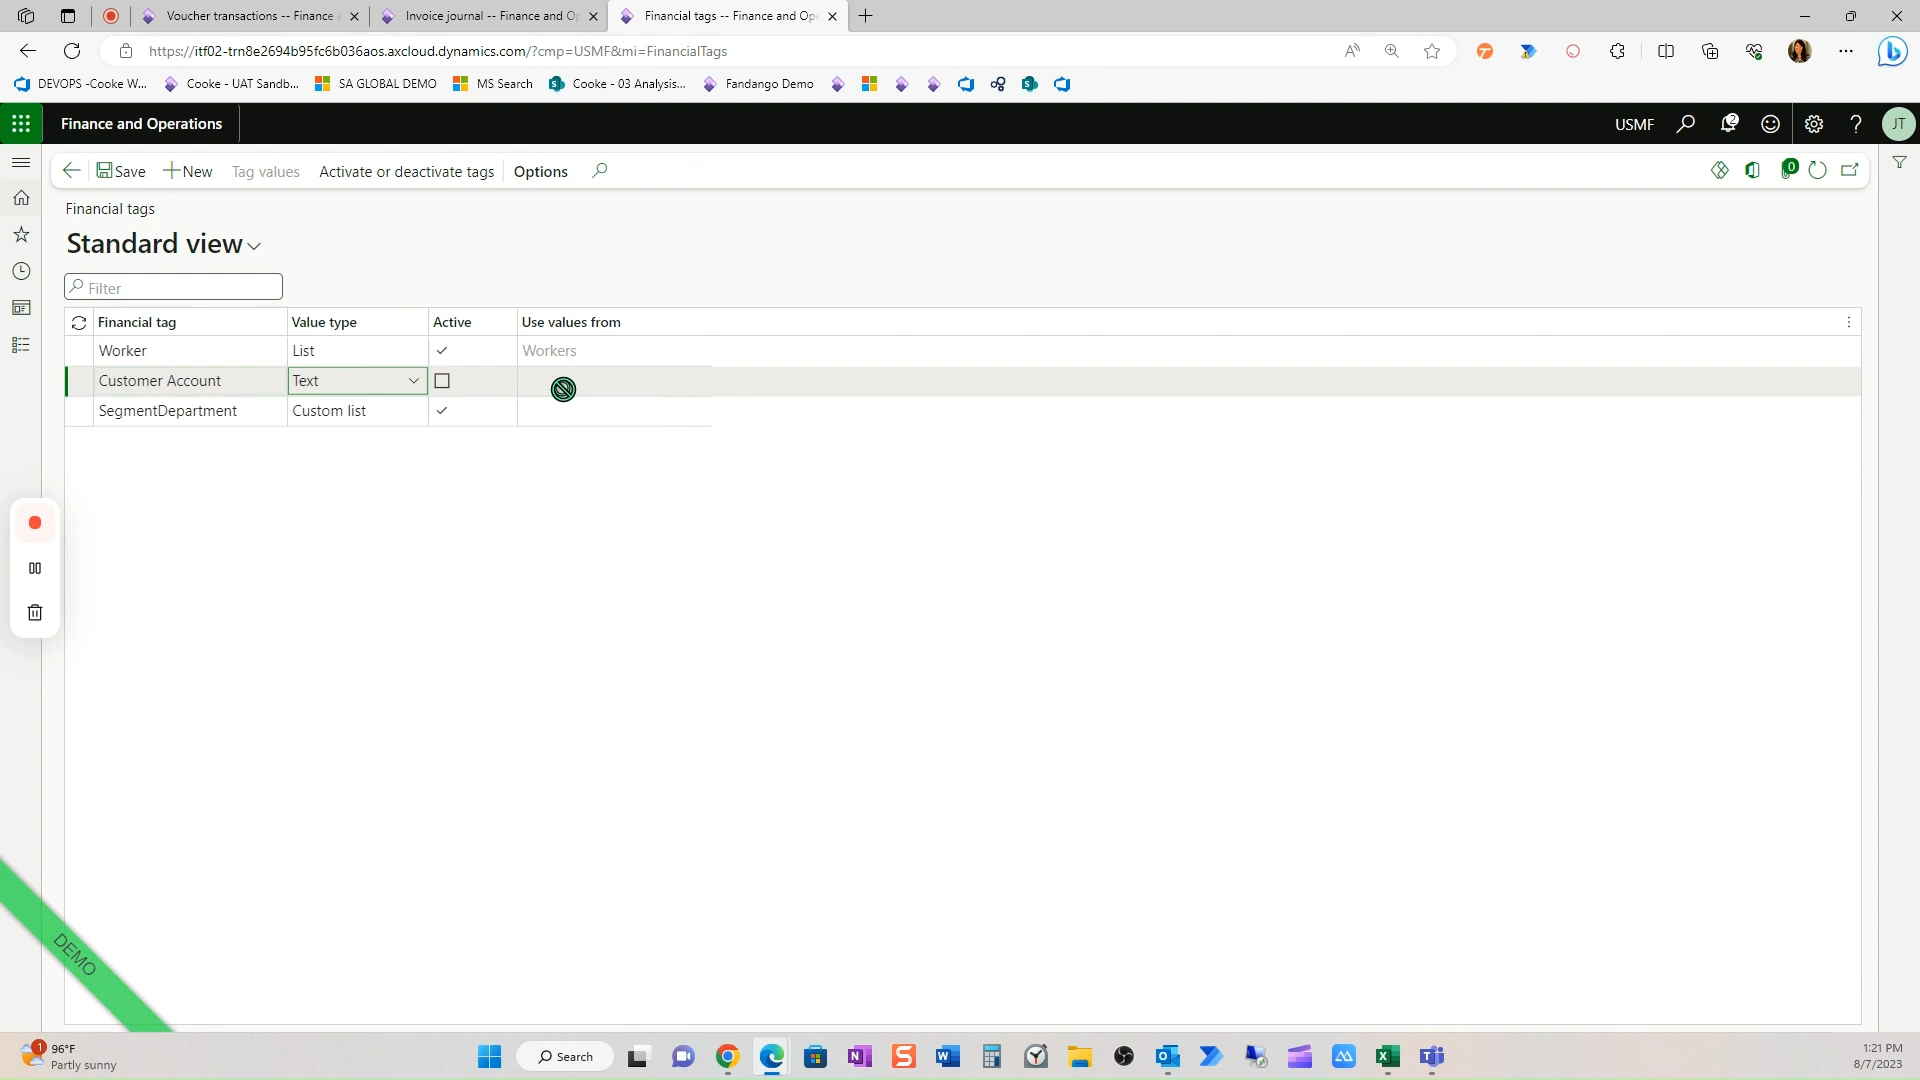 Voucher transactions -- Finance
Invoice journal -- Finance and O
Financial tags -- Finance and Op
https://itf02-trn8e2694b95fc6b036aos.axcloud.dynamics.com/?cmp=USMF&mi=FinancialTags
DEVOPS -Cooke W...
Cooke - UAT Sandb...
SA GLOBAL DEMO
MS Search
Cooke - 03 Analysis...
Fandango Demo
Finance and Operations
USMF
2
?
JT
Save
New
Tag values
Activate or deactivate tags
Options
0
Financial tags
Standard view
Filter
Financial tag Value type Active Use values from
Worker List Workers
Customer Account Text
SegmentDepartment Custom list
DEMO
1
96°F
Partly sunny
Search
1:21 PM
8/7/2023